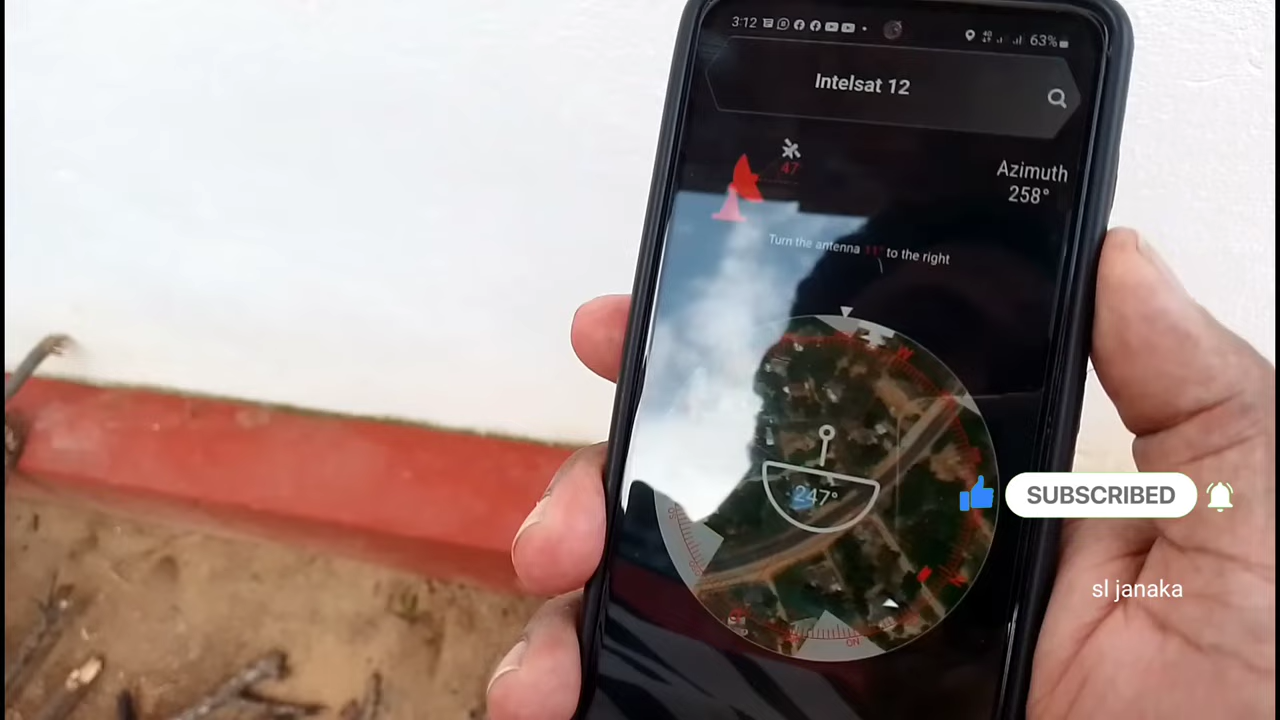 3:12
63%
Intelsat 12
47
Azimuth
258°
Turn the antenna 11° to the right
W
247°
SUBSCRIBED
sl janaka
N